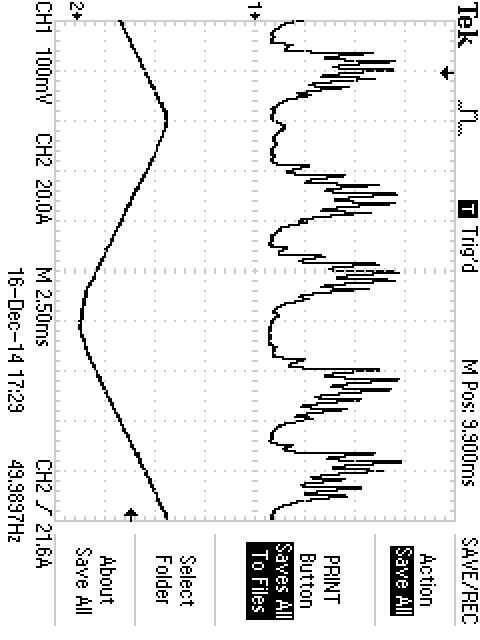 Tek
T Trig'd
M Pos: 9.900ms
SAVE/REC
Action
Save All
PRINT
Button
Saves All
To Files
Select
Folder
About
Save All
1
2
CH1 100mV
CH2 20.0A
M 2.50ms
CH2 / 21.6A
16-Dec-14 17:29
49.9897Hz